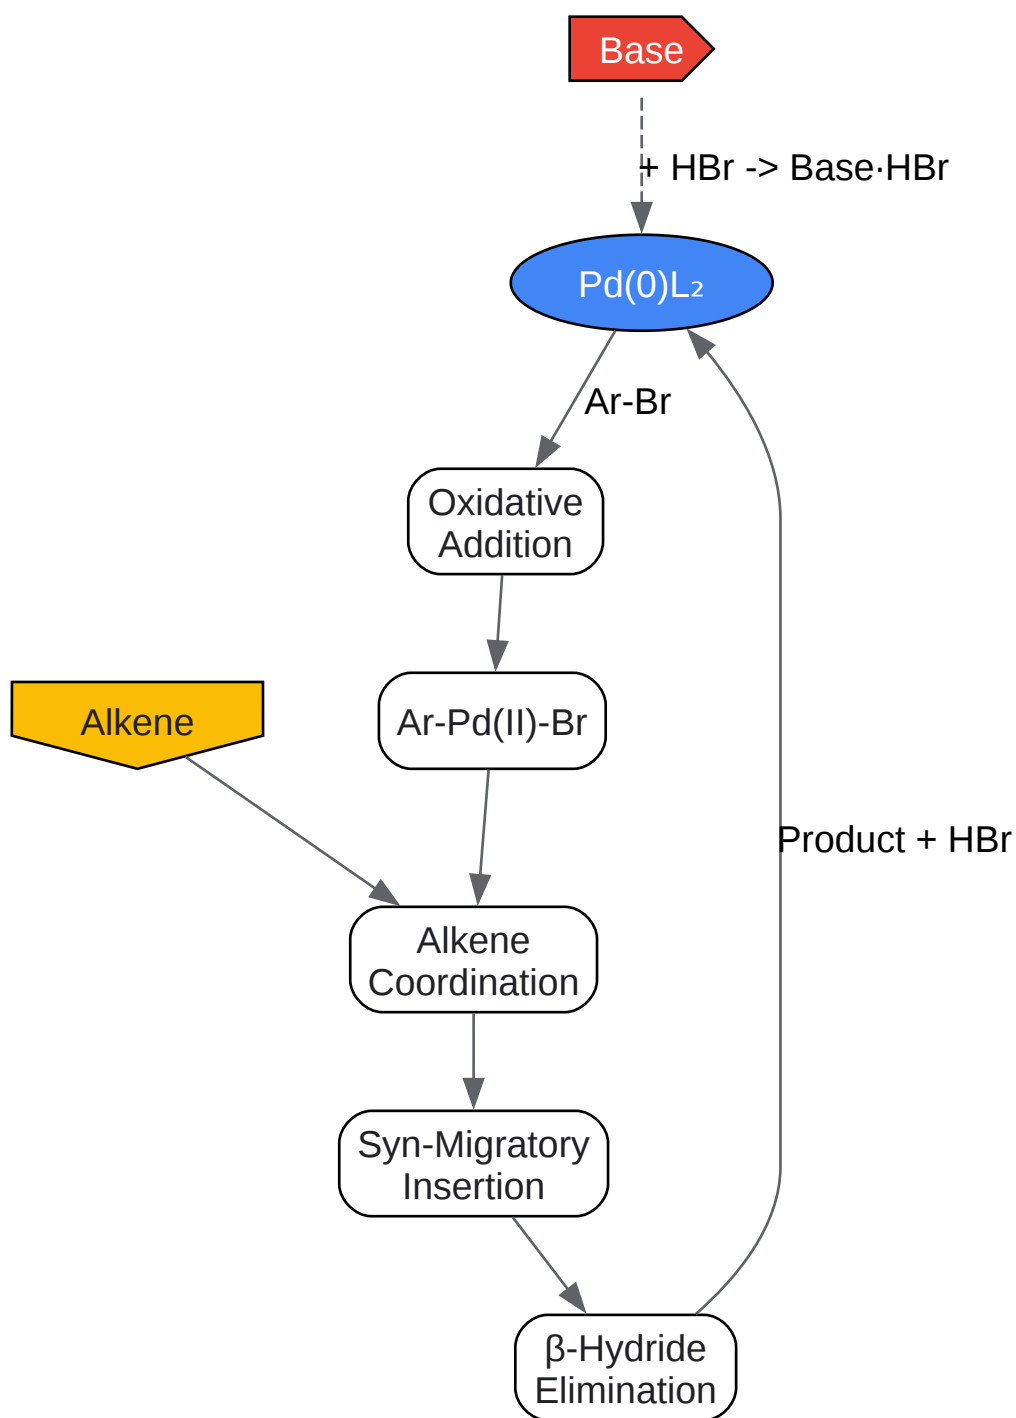 Base
+ HBr -> Base·HBr
Pd(0)L₂
Ar-Br
Oxidative
Addition
Alkene
Ar-Pd(II)-Br
Product + HBr
Alkene
Coordination
Syn-Migratory
Insertion
β-Hydride
Elimination